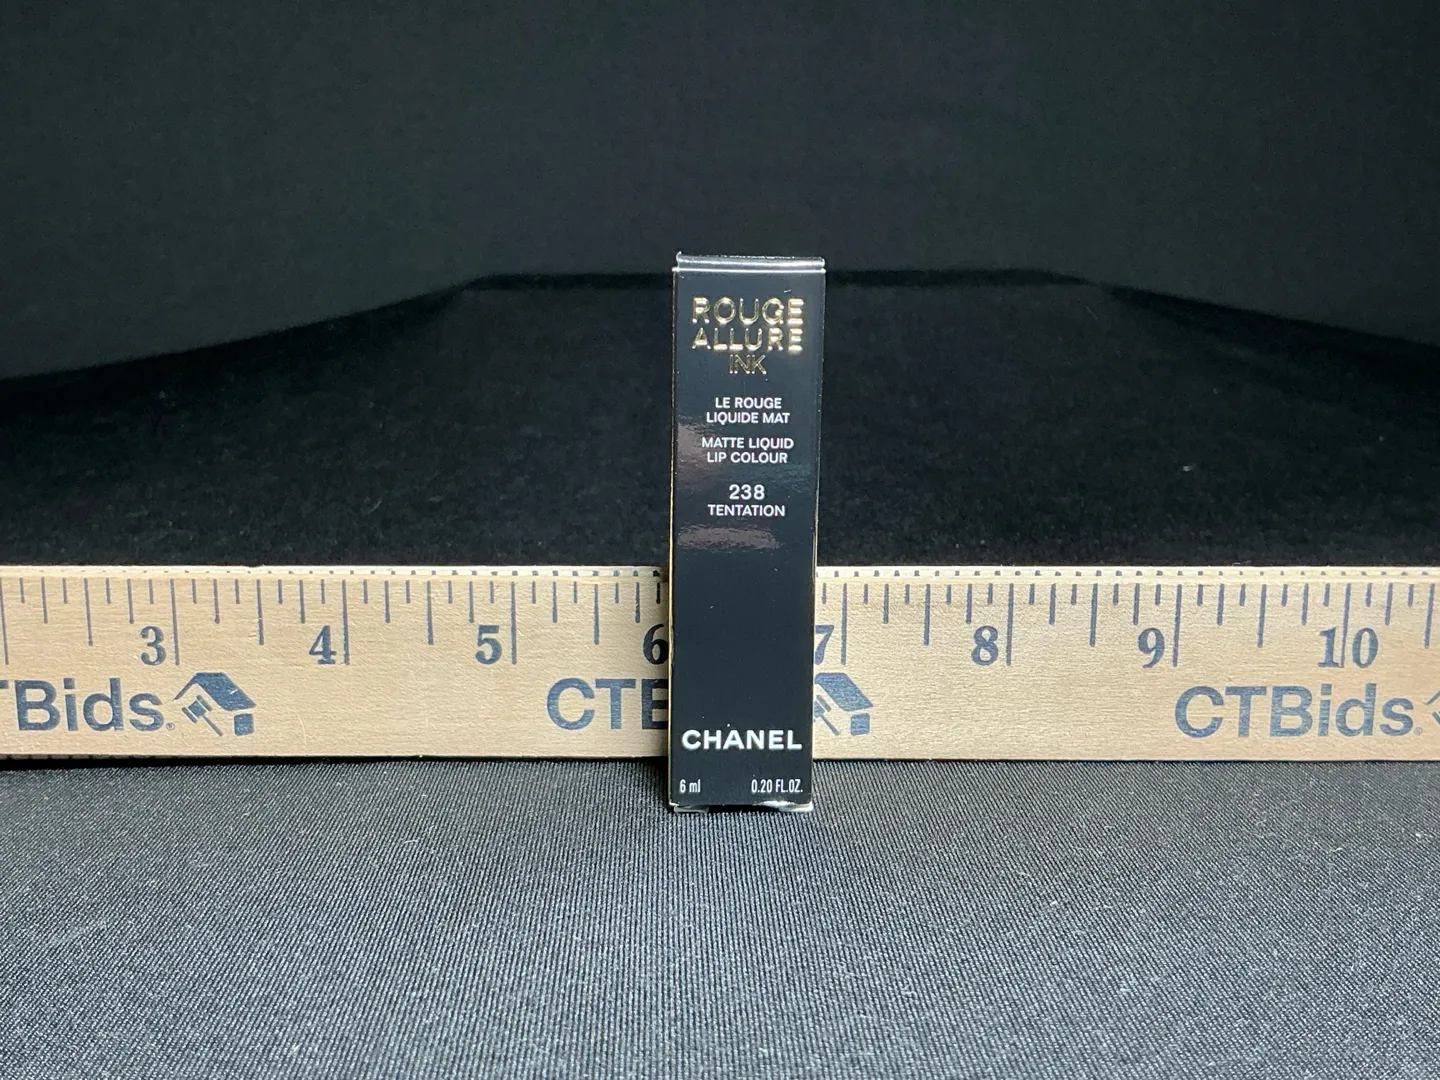 ROUGE
ALLURE
INK
LE ROUGE
LIQUIDE MAT
MATTE LIQUID
LIP COLOUR
238
TENTATION
CHANEL
6 ml 0.20 FL.OZ.
3 4 5 6 7 8 9 10
TBids CTB CTBids